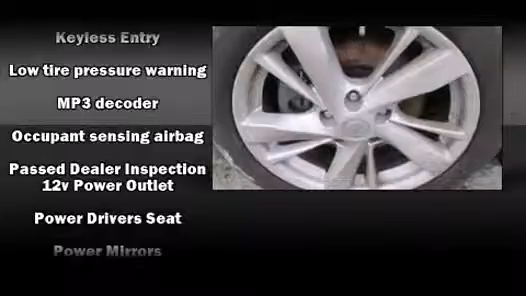 Keyless Entry
Low tire pressure warning
MP3 decoder
Occupant sensing airbag
Passed Dealer Inspection
12v Power Outlet
Power Drivers Seat
Power Mirrors